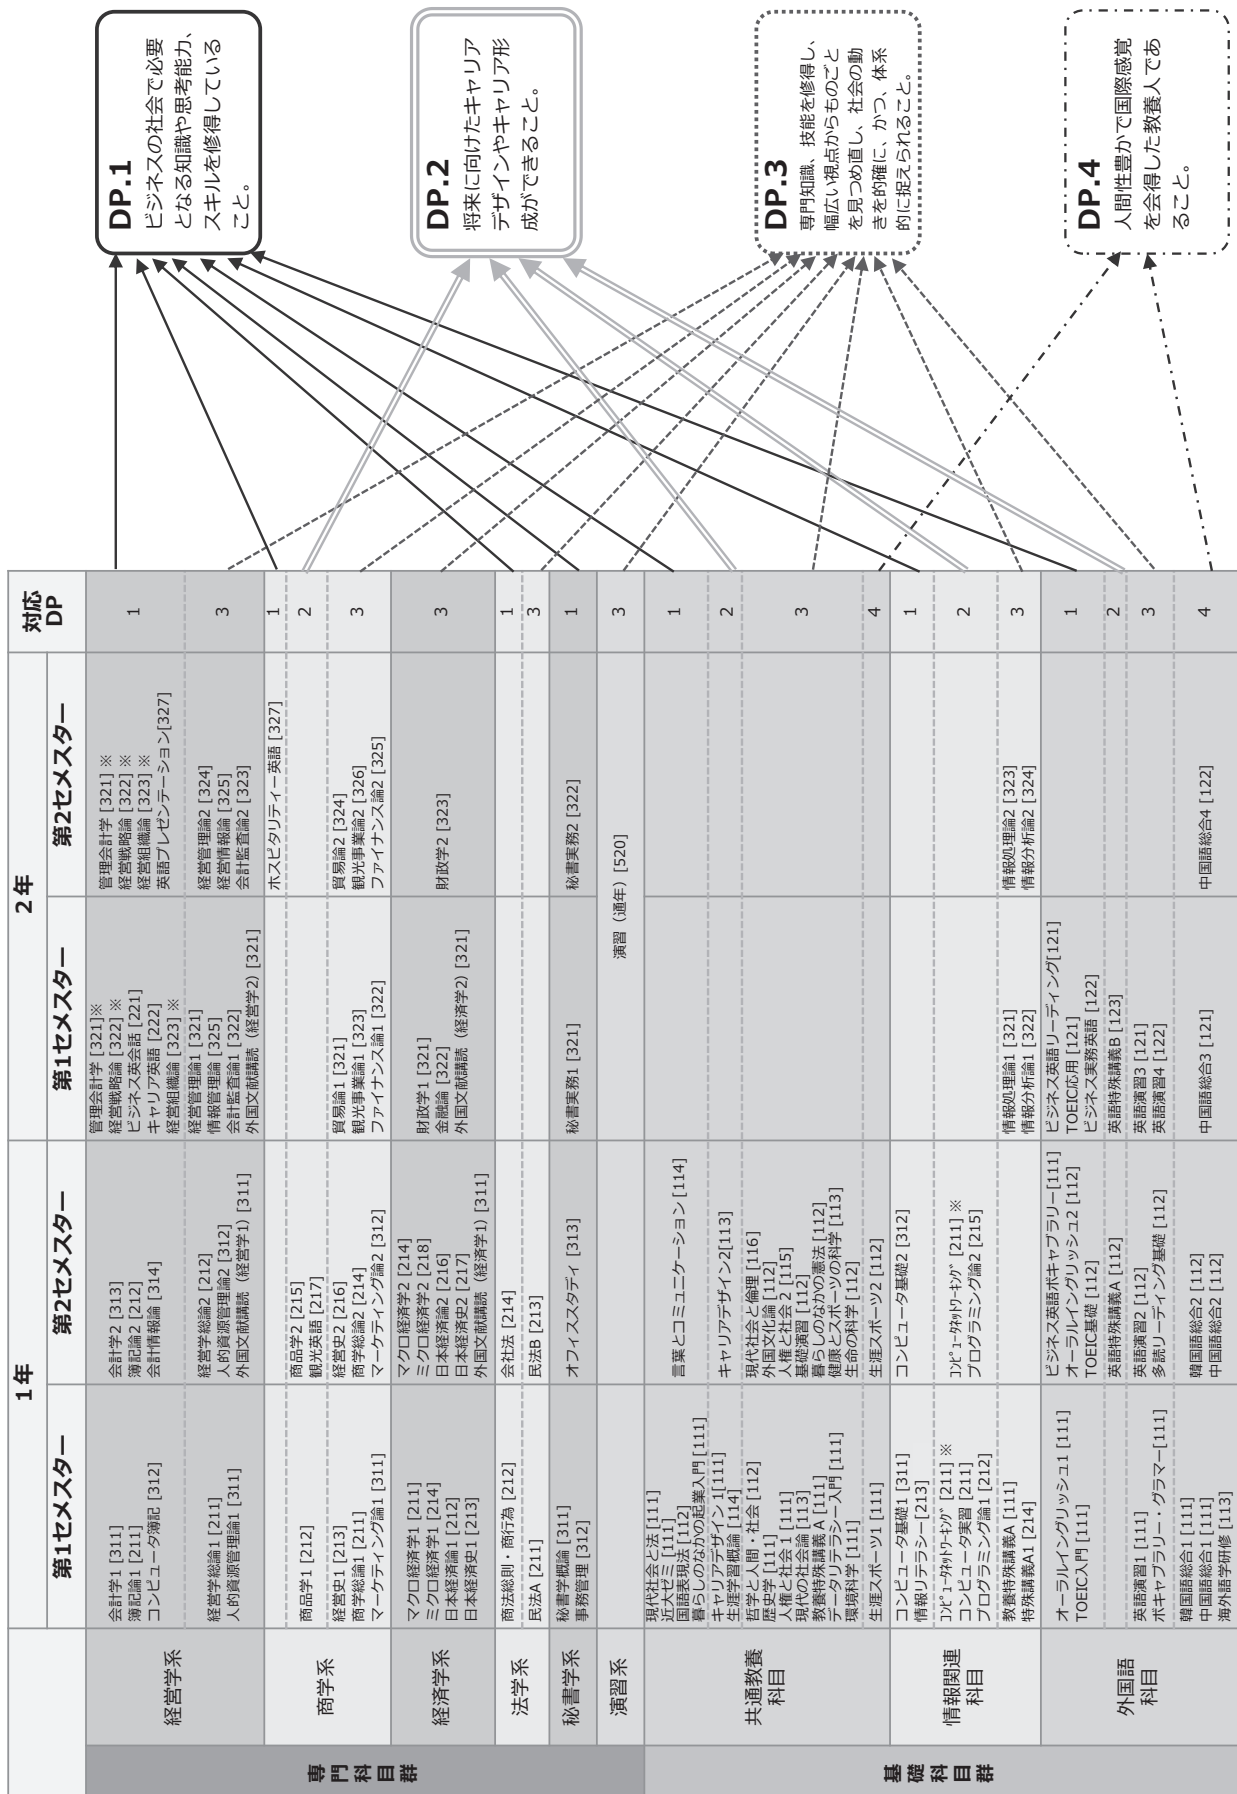 1年
2年
対応
DP
第1セメスター
第2セメスター
第1セメスター
第2セメスター
専門科目群
経営学系
会計学1 [311]
簿記論1 [211]
コンピュータ簿記 [312]
会計学2 [313]
簿記論2 [212]
会計情報論 [314]
管理会計学 [321]※
経営戦略論 [322] ※
ビジネス英会話 [221]
キャリア英語 [222]
経営組織論 [323] ※
管理会計学 [321] ※
経営戦略論 [322] ※
経営組織論 [323] ※
英語プレゼンテーション[327]
1
経営学総論1 [211]
人的資源管理論1 [311]
経営学総論2 [212]
人的資源管理論2 [312]
外国文献講読（経営学1）[311]
経営管理論1 [321]
情報管理論 [325]
会計監査論1 [322]
外国文献講読（経営学2）[321]
経営管理論2 [324]
経営情報論 [325]
会計監査論2 [323]
3
商学系
ホスピタリティー英語 [327]
1
商品学1 [212]
商品学2 [215]
観光英語 [217]
2
経営史1 [213]
商学総論1 [211]
マーケティング論1 [311]
経営史2 [216]
商学総論2 [214]
マーケティング論2 [312]
貿易論1 [321]
観光事業論1 [323]
ファイナンス論1 [322]
貿易論2 [324]
観光事業論2 [326]
ファイナンス論2 [325]
3
経済学系
マクロ経済学1 [211]
ミクロ経済学1 [214]
日本経済論1 [212]
日本経済史1 [213]
マクロ経済学2 [214]
ミクロ経済学2 [218]
日本経済論2 [216]
日本経済史2 [217]
外国文献講読（経済学1）[311]
財政学1 [321]
金融論 [322]
外国文献講読（経済学2）[321]
財政学2 [323]
3
法学系
商法総則・商行為 [212]
会社法 [214]
1
民法A [211]
民法B [213]
3
秘書学系
秘書学概論 [311]
事務管理 [312]
オフィススタディ [313]
秘書実務1 [321]
秘書実務2 [322]
1
演習系
演習（通年）[520]
3
基礎科目群
共通教養
科目
現代社会と法 [111]
近大ゼミ [111]
国語表現法 [112]
暮らしのなかの起業入門 [111]
言葉とコミュニケーション [114]
1
キャリアデザイン 1[111]
生涯学習概論 [114]
キャリアデザイン2[113]
2
哲学と人間・社会 [112]
歴史学 [111]
人権と社会 1 [111]
現代の社会論 [113]
教養特殊講義 A [111]
データリテラシー入門 [111]
環境科学 [111]
現代社会と倫理 [116]
外国文化論 [112]
人権と社会 2 [115]
基礎演習 [112]
暮らしのなかの憲法 [112]
健康とスポーツの科学 [113]
生命の科学 [112]
3
生涯スポーツ1 [111]
生涯スポーツ2 [112]
4
情報関連
科目
コンピュータ基礎1 [311]
情報リテラシー [213]
コンピュータ基礎2 [312]
1
ｺﾝﾋﾟｭｰﾀﾈｯﾄﾜｰｷﾝｸﾞ [211] ※
コンピュータ実習 [211]
プログラミング論1 [212]
ｺﾝﾋﾟｭｰﾀﾈｯﾄﾜｰｷﾝｸﾞ [211] ※
プログラミング論2 [215]
2
教養特殊講義A [111]
特殊講義A1 [214]
情報処理論1 [321]
情報分析論1 [322]
情報処理論2 [323]
情報分析論2 [324]
3
外国語
科目
オーラルイングリッシュ1 [111]
TOEIC入門 [111]
ビジネス英語ボキャブラリー[111]
オーラルイングリッシュ2 [112]
TOEIC基礎 [112]
ビジネス英語リーディング[121]
TOEIC応用 [121]
ビジネス実務英語 [122]
1
英語特殊講義A [112]
英語特殊講義B [123]
2
英語演習1 [111]
ボキャブラリー・グラマー[111]
英語演習2 [112]
多読リーディング基礎 [112]
英語演習3 [121]
英語演習4 [122]
3
韓国語総合1 [111]
中国語総合1 [111]
海外語学研修 [113]
韓国語総合2 [112]
中国語総合2 [112]
中国語総合3 [121]
中国語総合4 [122]
4
DP.1
ビジネスの社会で必要
となる知識や思考能力、
スキルを修得している
こと。
DP.2
将来に向けたキャリア
デザインやキャリア形
成ができること。
DP.3
専門知識、技能を修得し、
幅広い視点からものごと
を見つめ直し、社会の動
きを的確に、かつ、体系
的に捉えられること。
DP.4
人間性豊かで国際感覚
を会得した教養人であ
ること。